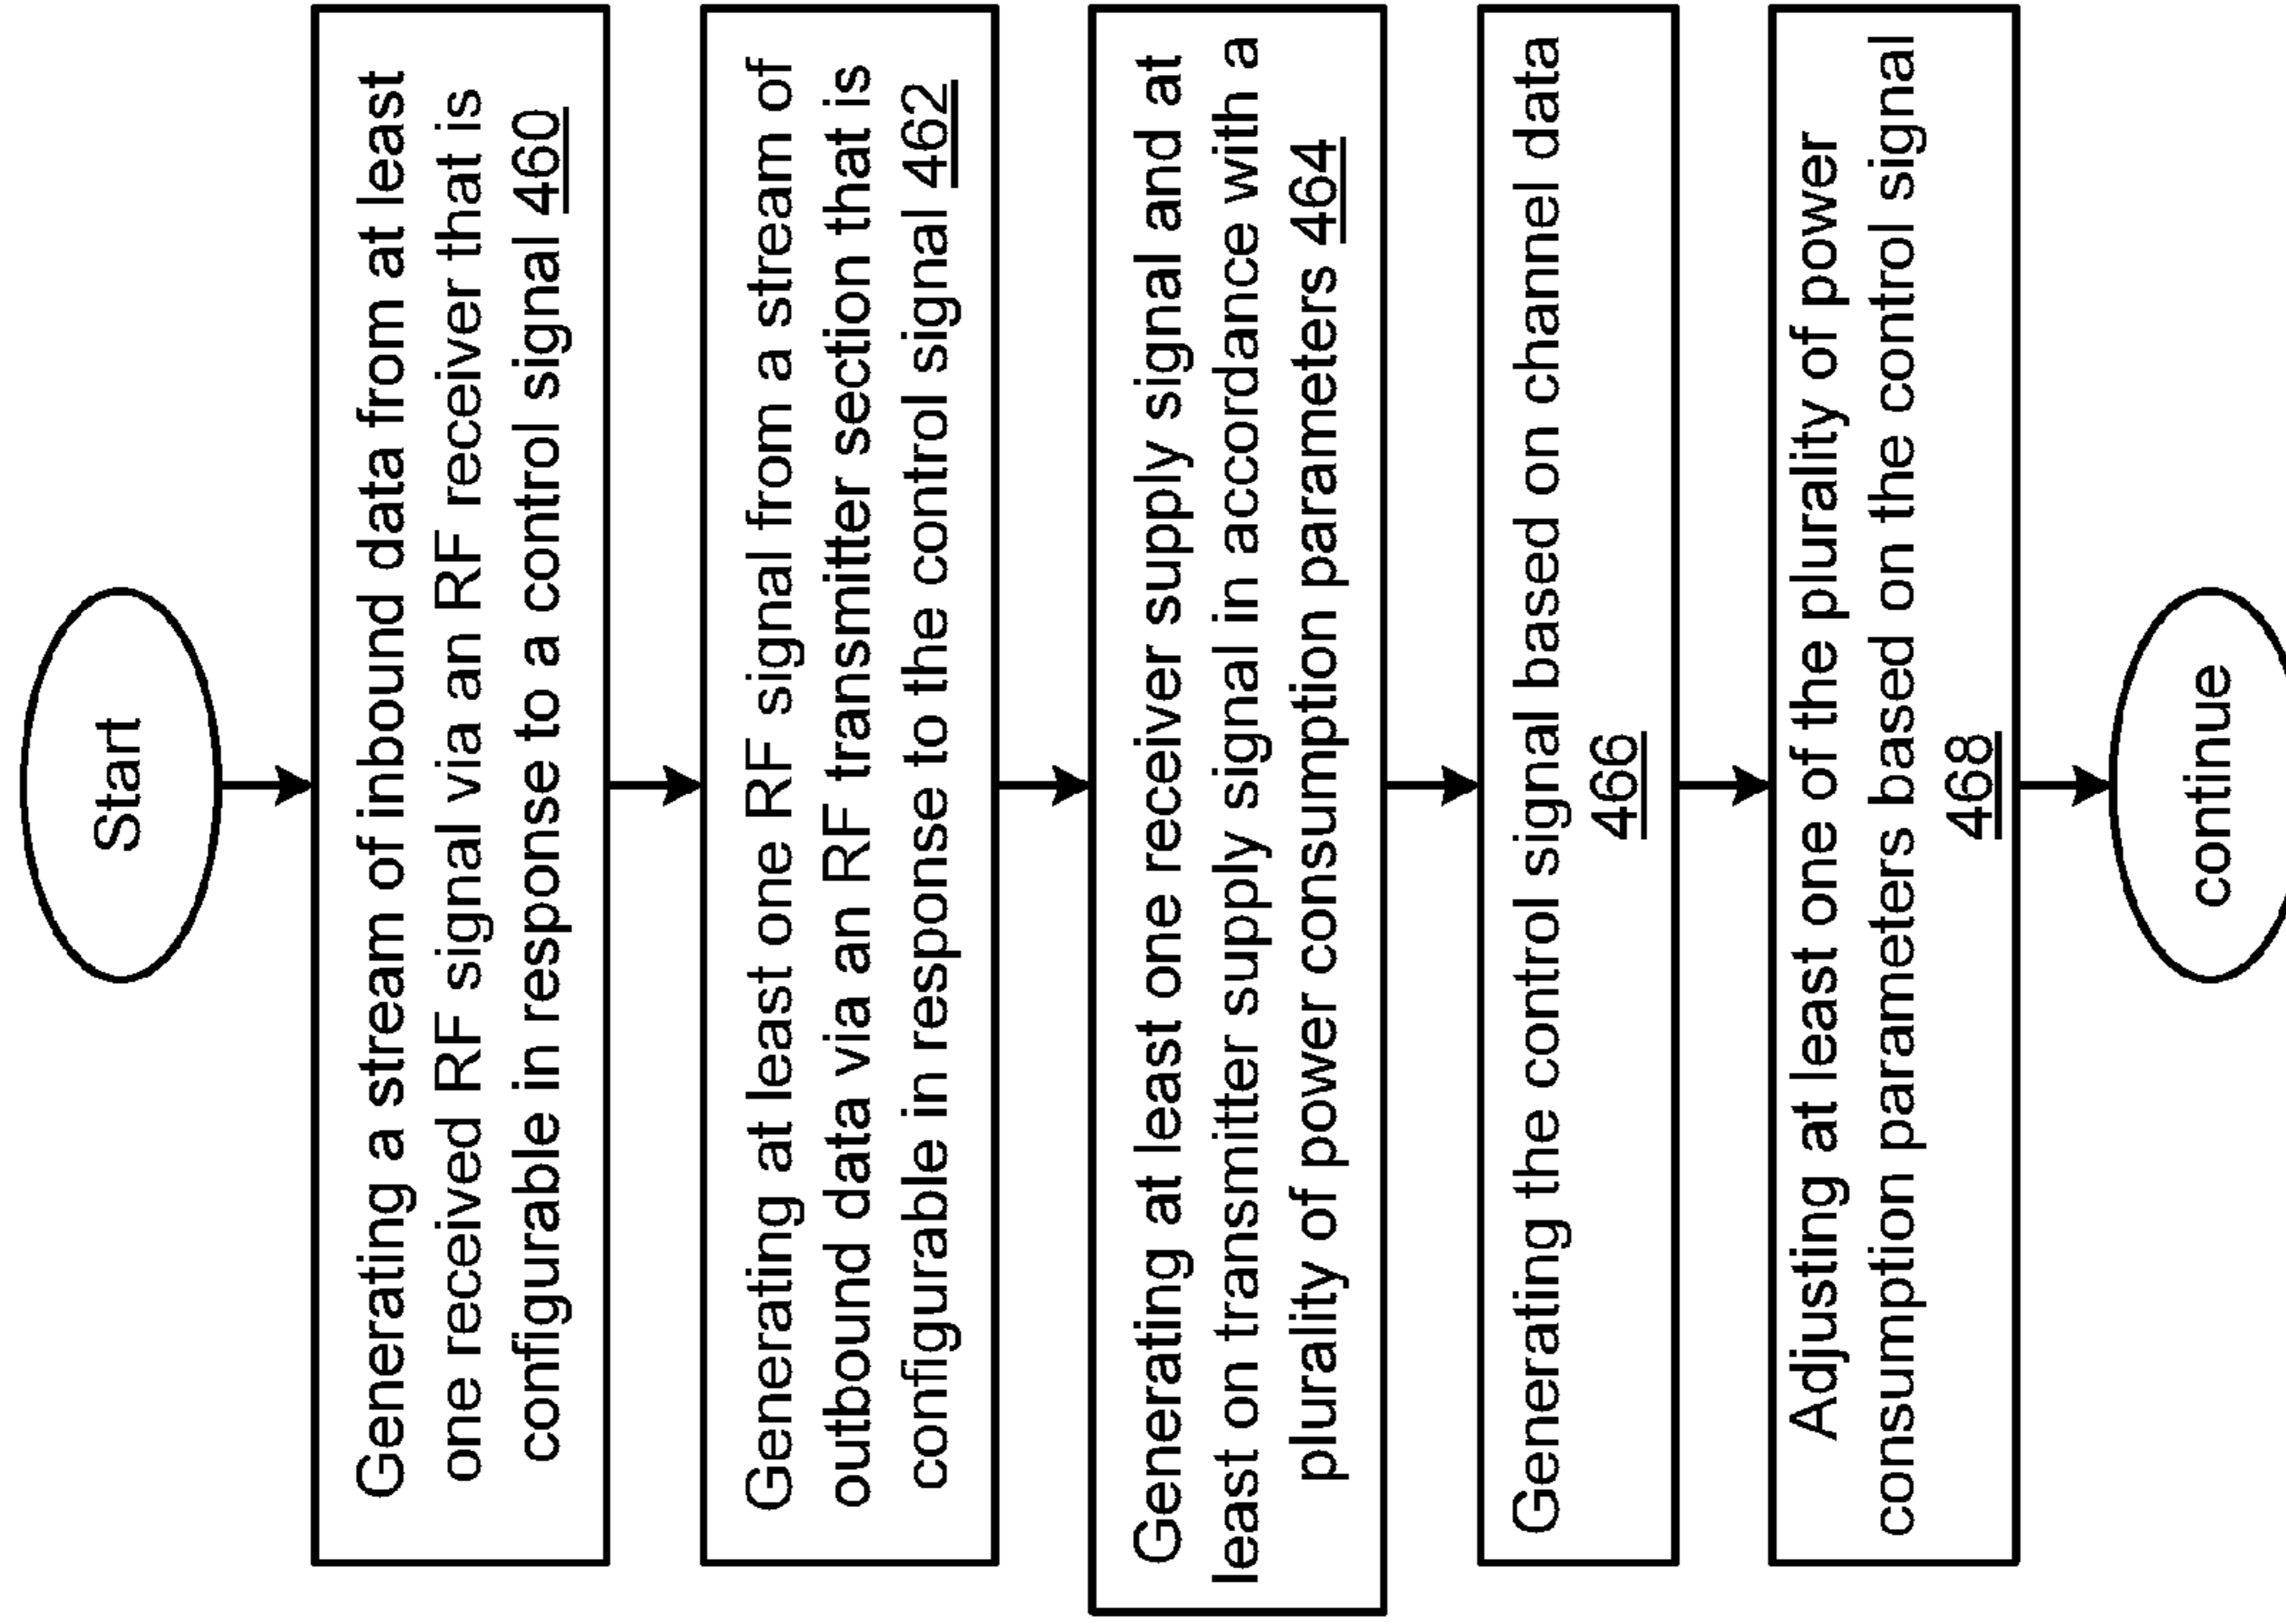 Start
Generating a stream of inbound data from at least
one received RF signal via an RF receiver that is
configurable in response to a control signal 460
Generating at least one RF signal from a stream of
outbound data via an RF transmitter section that is
configurable in response to the control signal 462
Generating at least one receiver supply signal and at
least on transmitter supply signal in accordance with a
plurality of power consumption parameters 464
Generating the control signal based on channel data
466
Adjusting at least one of the plurality of power
consumption parameters based on the control signal
468
continue